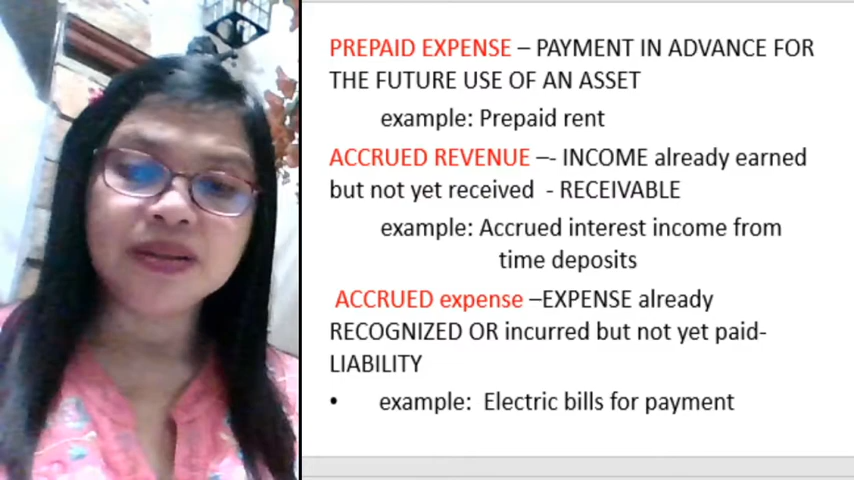 PREPAID EXPENSE – PAYMENT IN ADVANCE FOR
THE FUTURE USE OF AN ASSET
example: Prepaid rent
ACCRUED REVENUE –- INCOME already earned
but not yet received - RECEIVABLE
example: Accrued interest income from
time deposits
ACCRUED expense –EXPENSE already
RECOGNIZED OR incurred but not yet paid-
LIABILITY
• example: Electric bills for payment